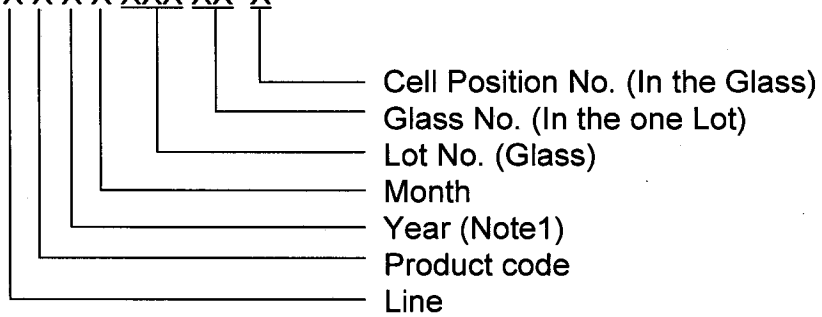 X X X X XXX XX X
Cell Position No. (In the Glass)
Glass No. (In the one Lot)
Lot No. (Glass)
Month
Year (Note1)
Product code
Line